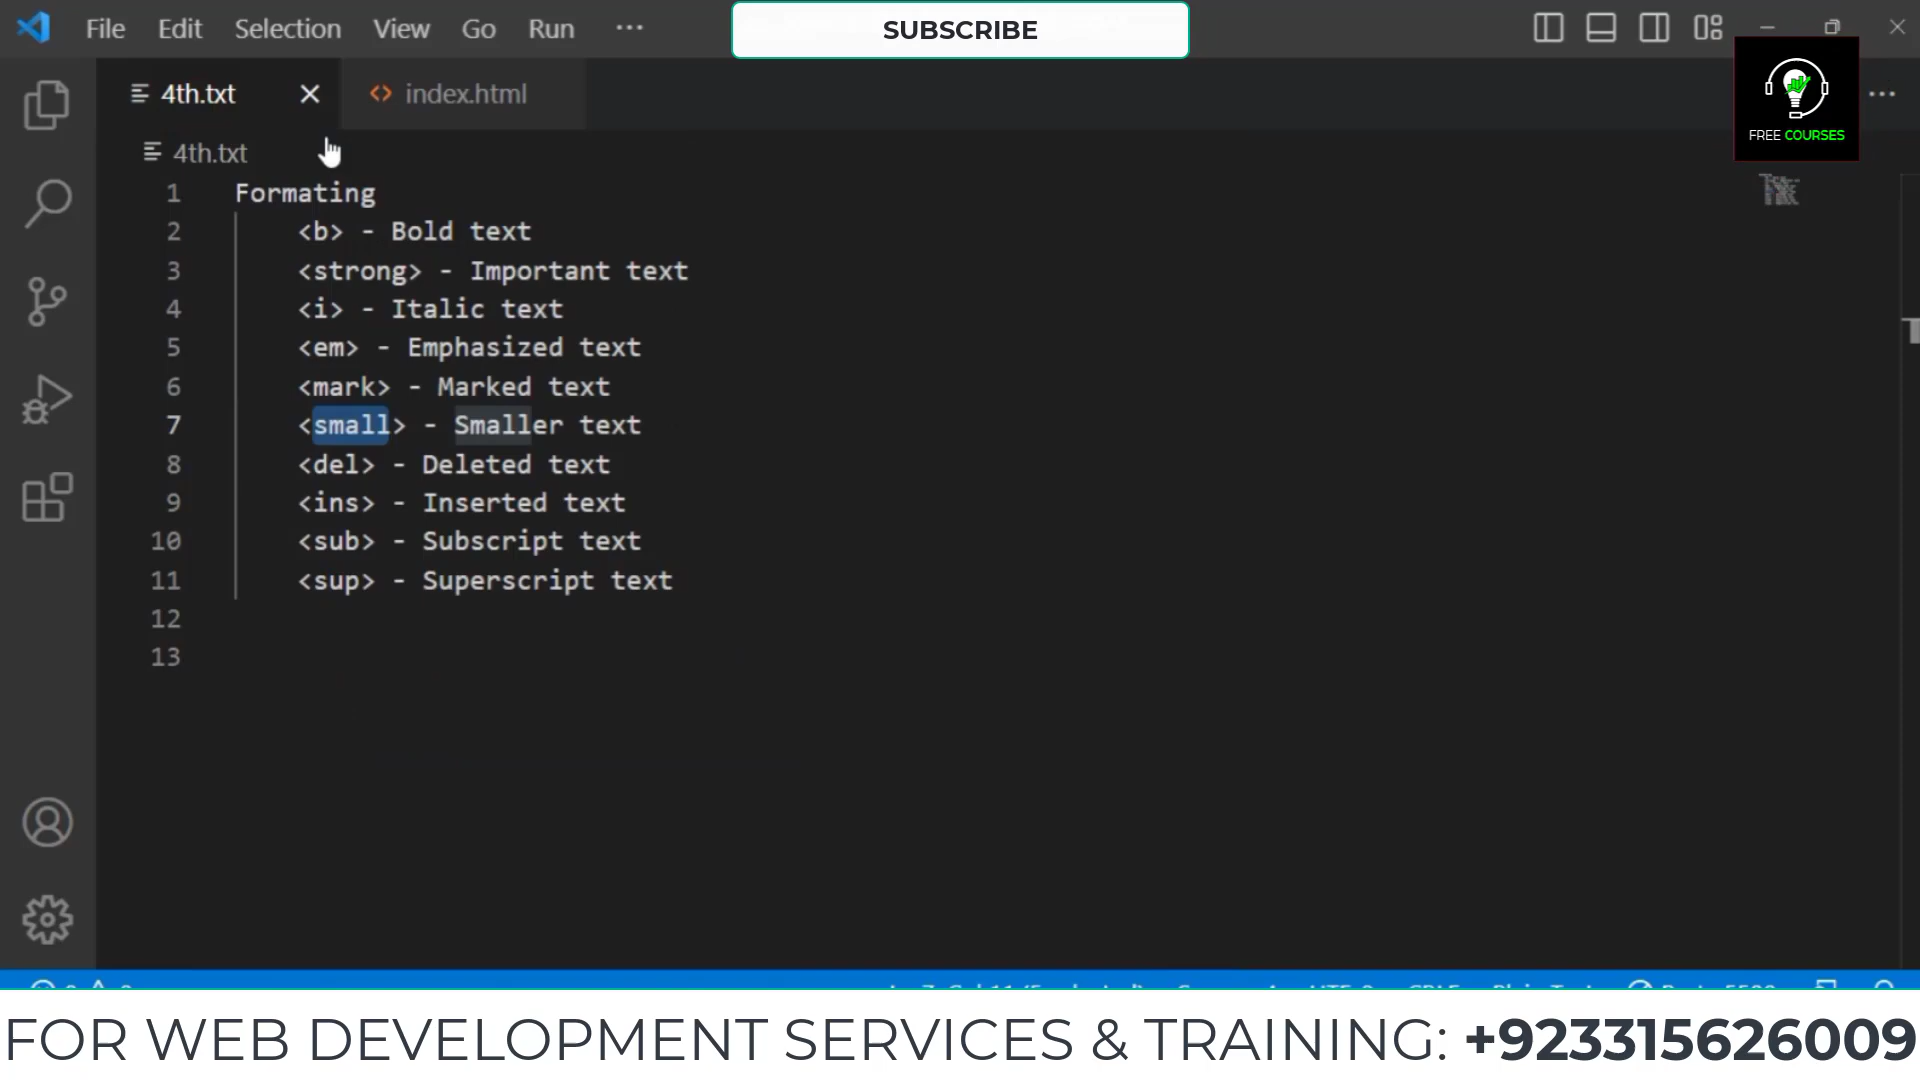 File Edit Selection View Go Run ...
SUBSCRIBE
4th.txt index.html
FREE COURSES
4th.txt
1 Formating
2 <b> - Bold text
3 <strong> - Important text
4 <i> - Italic text
5 <em> - Emphasized text
6 <mark> - Marked text
7 <small> - Smaller text
8 <del> - Deleted text
9 <ins> - Inserted text
10 <sub> - Subscript text
11 <sup> - Superscript text
12
13
FOR WEB DEVELOPMENT SERVICES & TRAINING: +923315626009